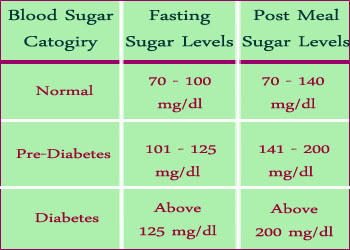 Blood Sugar Catogiry
Fasting Sugar Levels
Post Meal Sugar Levels
Normal
70 - 100 mg/dl
70 - 140 mg/dl
Pre-Diabetes
101 - 125 mg/dl
141 - 200 mg/dl
Diabetes
Above 125 mg/dl
Above 200 mg/dl